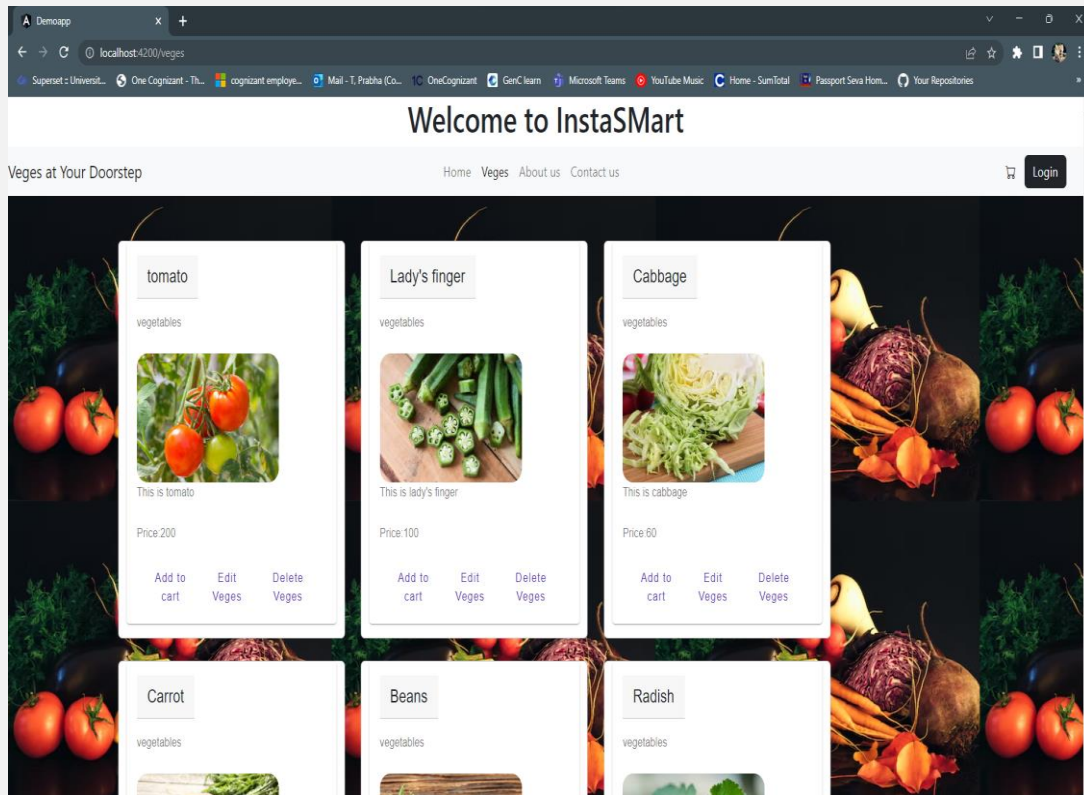 Demoapp
localhost:4200/veges
Superset :: Universit... One Cognizant - Th... cognizant employe... Mail - T, Prabha (Co... OneCognizant GenC learn Microsoft Teams YouTube Music Home - SumTotal Passport Seva Hom... Your Repositories
Welcome to InstaSMart
Veges at Your Doorstep Home Veges About us Contact us Login
tomato Lady's finger Cabbage
vegetables vegetables vegetables
This is tomato This is lady's finger This is cabbage
Price:200 Price:100 Price:60
Add to Edit Delete Add to Edit Delete Add to Edit Delete
cart Veges Veges cart Veges Veges cart Veges Veges
Carrot Beans Radish
vegetables vegetables vegetables